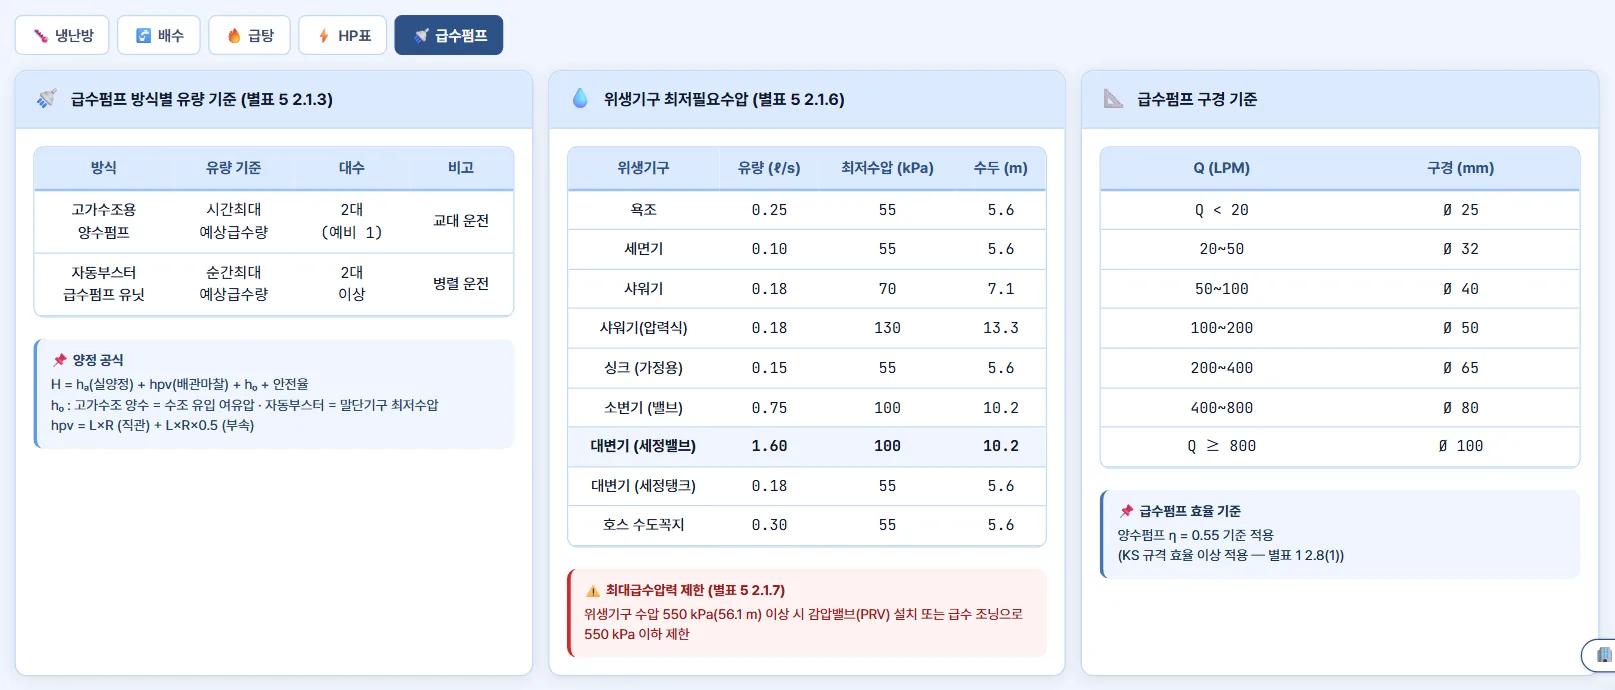 냉난방 배수 급탕 HP표 급수펌프
급수펌프 방식별 유량 기준 (별표 5 2.1.3)
방식 유량 기준 대수 비고
고가수조용 양수펌프 시간최대 예상급수량 2대 (예비 1) 교대 운전
자동부스터 급수펌프 유닛 순간최대 예상급수량 2대 이상 병렬 운전
양정 공식
H = hₐ(실양정) + hpv(배관마찰) + hₒ + 안전율
hₒ : 고가수조 양수 = 수조 유입 여유압 · 자동부스터 = 말단기구 최저수압
hpv = L×R (직관) + L×R×0.5 (부속)
위생기구 최저필요수압 (별표 5 2.1.6)
위생기구 유량 (ℓ/s) 최저수압 (kPa) 수두 (m)
욕조 0.25 55 5.6
세면기 0.10 55 5.6
샤워기 0.18 70 7.1
샤워기(압력식) 0.18 130 13.3
싱크 (가정용) 0.15 55 5.6
소변기 (밸브) 0.75 100 10.2
대변기 (세정밸브) 1.60 100 10.2
대변기 (세정탱크) 0.18 55 5.6
호스 수도꼭지 0.30 55 5.6
최대급수압력 제한 (별표 5 2.1.7)
위생기구 수압 550 kPa(56.1 m) 이상 시 감압밸브(PRV) 설치 또는 급수 조닝으로
550 kPa 이하 제한
급수펌프 구경 기준
Q (LPM) 구경 (mm)
Q < 20 Ø 25
20~50 Ø 32
50~100 Ø 40
100~200 Ø 50
200~400 Ø 65
400~800 Ø 80
Q ≥ 800 Ø 100
급수펌프 효율 기준
양수펌프 η = 0.55 기준 적용
(KS 규격 효율 이상 적용 — 별표 1 2.8(1))